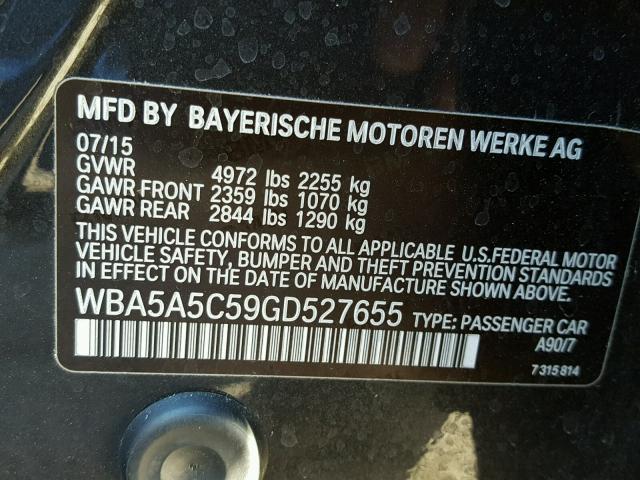 MFD BY BAYERISCHE MOTOREN WERKE AG
07/15
GVWR 4972 lbs 2255 kg
GAWR FRONT 2359 lbs 1070 kg
GAWR REAR 2844 lbs 1290 kg
THIS VEHICLE CONFORMS TO ALL APPLICABLE U.S.FEDERAL MOTOR
VEHICLE SAFETY, BUMPER AND THEFT PREVENTION STANDARDS
IN EFFECT ON THE DATE OF MANUFACTURE SHOWN ABOVE.
WBA5A5C59GD527655 TYPE: PASSENGER CAR
A90/7
7 315 814